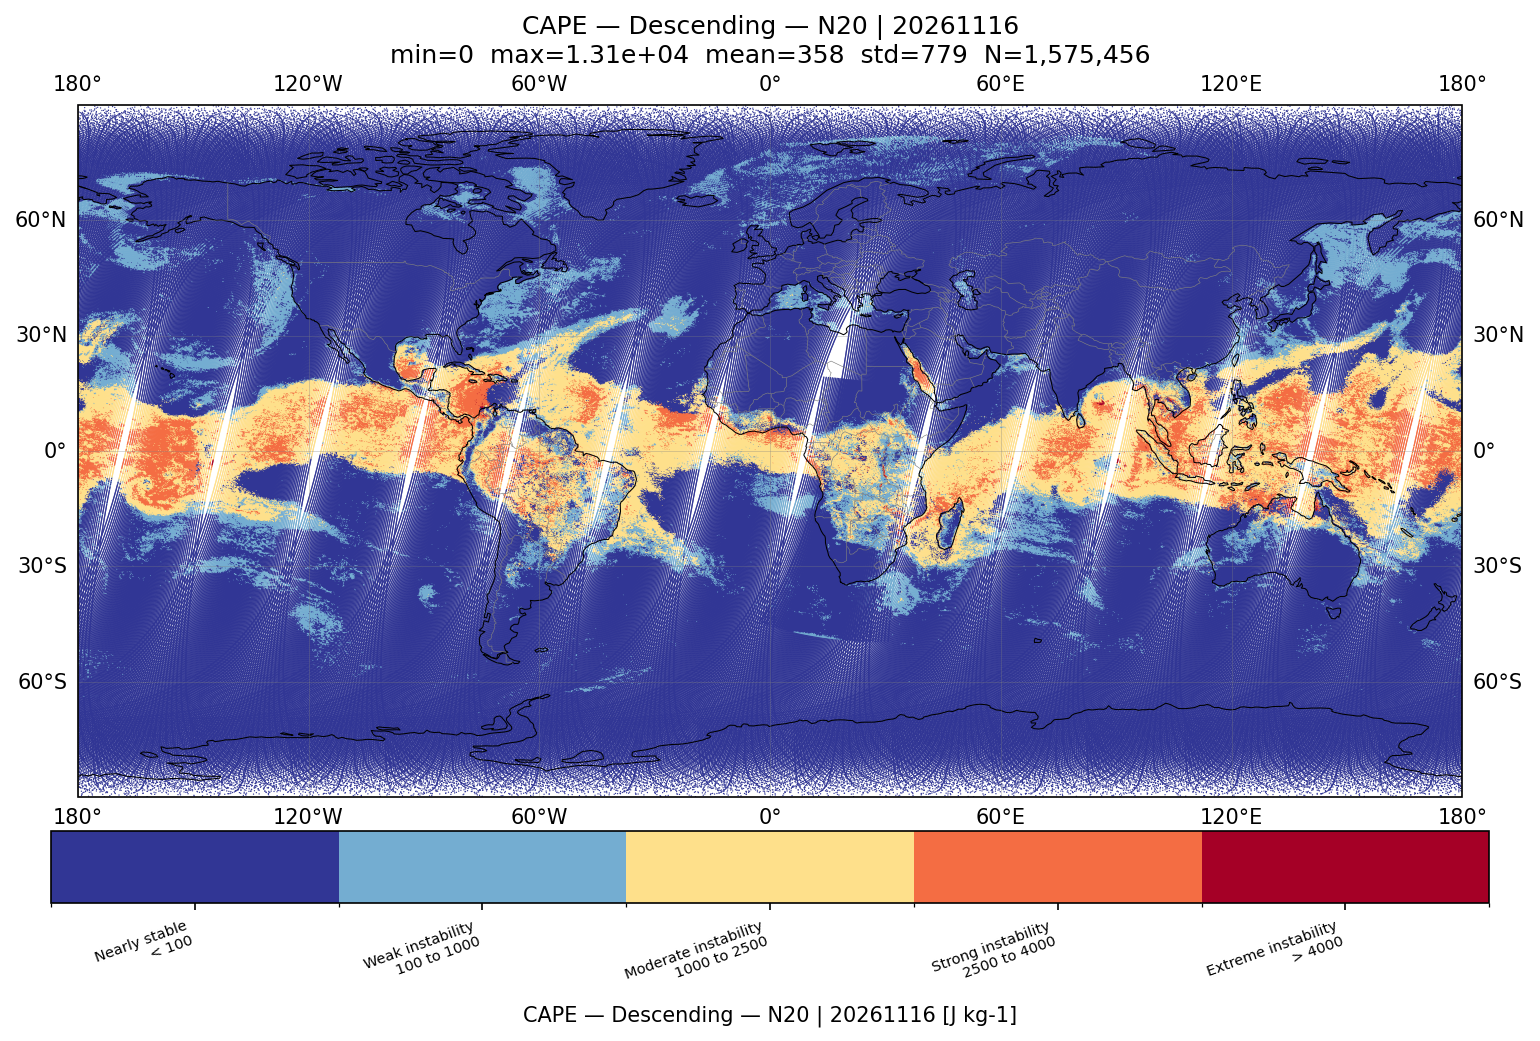 CAPE — Descending — N20 | 20261116
min=0 max=1.31e+04 mean=358 std=779 N=1,575,456
180° 120°W 60°W 0° 60°E 120°E 180°
60°N 60°N
30°N 30°N
0° 0°
30°S 30°S
60°S 60°S
180° 120°W 60°W 0° 60°E 120°E 180°
Nearly stable
< 100
Weak instability
100 to 1000
Moderate instability
1000 to 2500
Strong instability
2500 to 4000
Extreme instability
> 4000
CAPE — Descending — N20 | 20261116 [J kg-1]